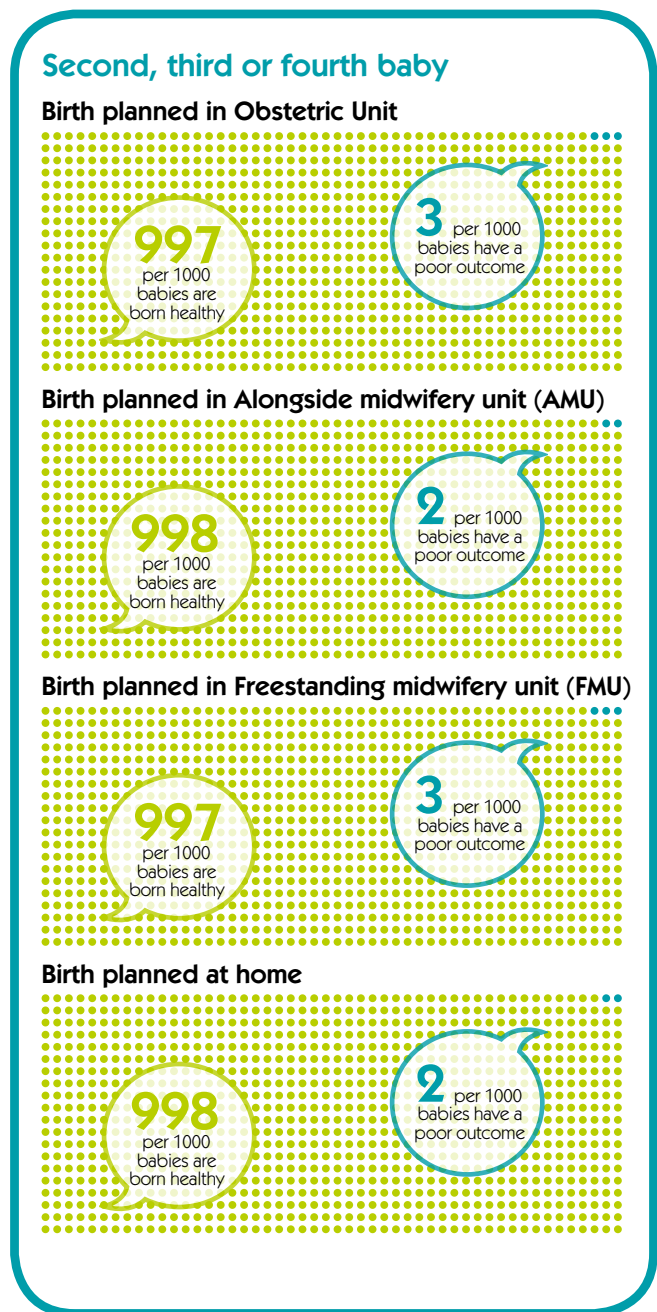 Second, third or fourth baby
Birth planned in Obstetric Unit
997
per 1000
babies are
born healthy
3 per 1000
babies have a
poor outcome
Birth planned in Alongside midwifery unit (AMU)
998
per 1000
babies are
born healthy
2 per 1000
babies have a
poor outcome
Birth planned in Freestanding midwifery unit (FMU)
997
per 1000
babies are
born healthy
3 per 1000
babies have a
poor outcome
Birth planned at home
998
per 1000
babies are
born healthy
2 per 1000
babies have a
poor outcome